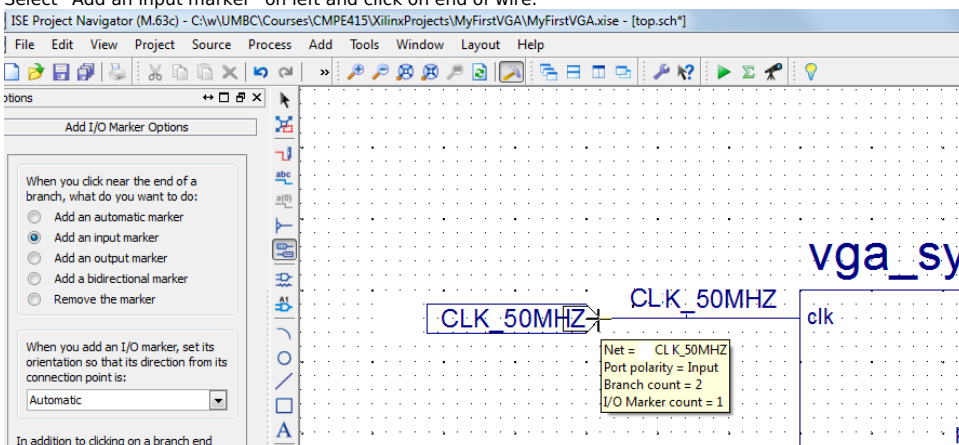 Select "Add an input marker" on left and click on end of wire.
ISE Project Navigator (M.63c) - C:\w\UMBC\Courses\CMPE415\XilinxProjects\MyFirstVGA\MyFirstVGA.xise - [top.sch*]
File Edit View Project Source Process Add Tools Window Layout Help
»
ptions
Add I/O Marker Options
When you click near the end of a
branch, what do you want to do:
Add an automatic marker
Add an input marker
Add an output marker
Add a bidirectional marker
Remove the marker
When you add an I/O marker, set its
orientation so that its direction from its
connection point is:
Automatic
In addition to clicking on a branch end
abc
a(0)
A1
A
vga_sy
CLK_50MHZ
CLK_50MHZ
clk
Net = CLK_50MHZ
Port polarity = Input
Branch count = 2
I/O Marker count = 1